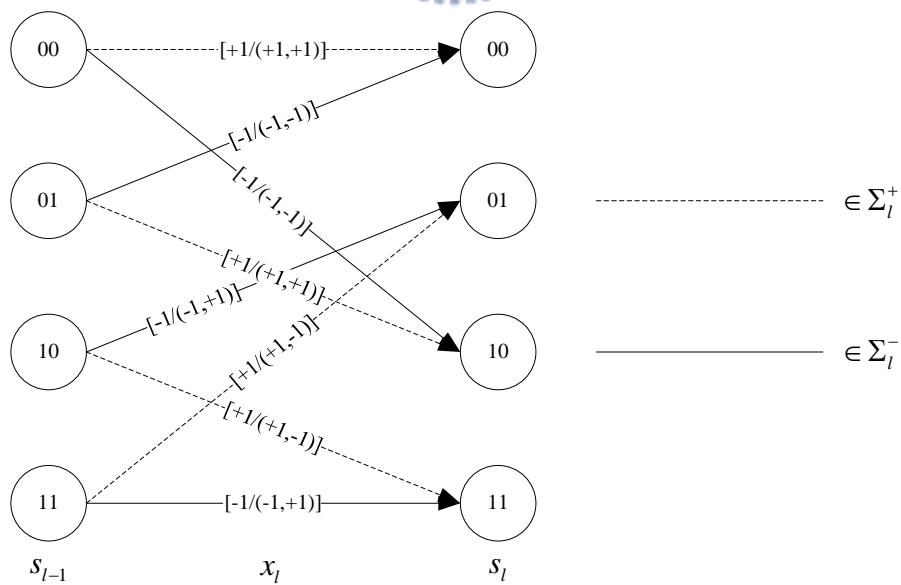 00 [+1/(+1,+1)] 00
[-1/(-1,-1)]
[-1/(-1,-1)]
01 01 ∈ Σ_l^+
[+1/(+1,+1)]
[-1/(-1,+1)]
[+1/(+1,-1)]
10 10 ∈ Σ_l^-
[+1/(+1,-1)]
11 [-1/(-1,+1)] 11
s_{l-1} x_l s_l